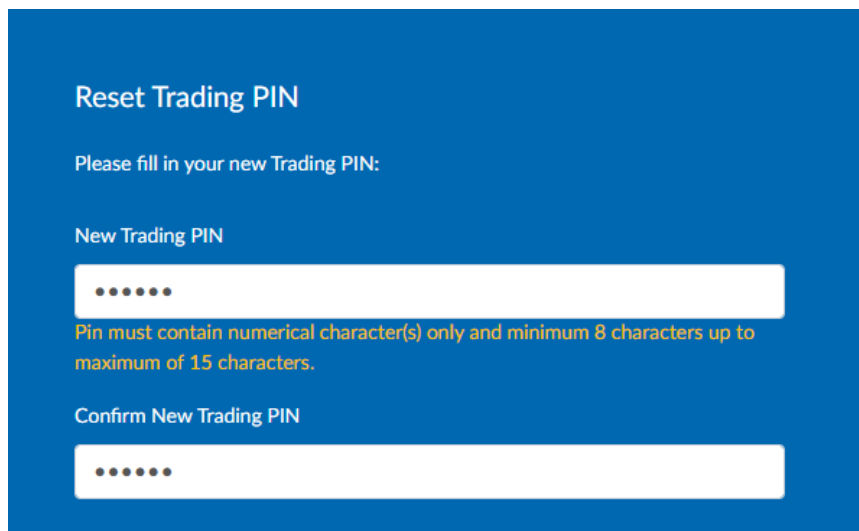 Reset Trading PIN
Please fill in your new Trading PIN:
New Trading PIN
••••••
Pin must contain numerical character(s) only and minimum 8 characters up to
maximum of 15 characters.
Confirm New Trading PIN
••••••